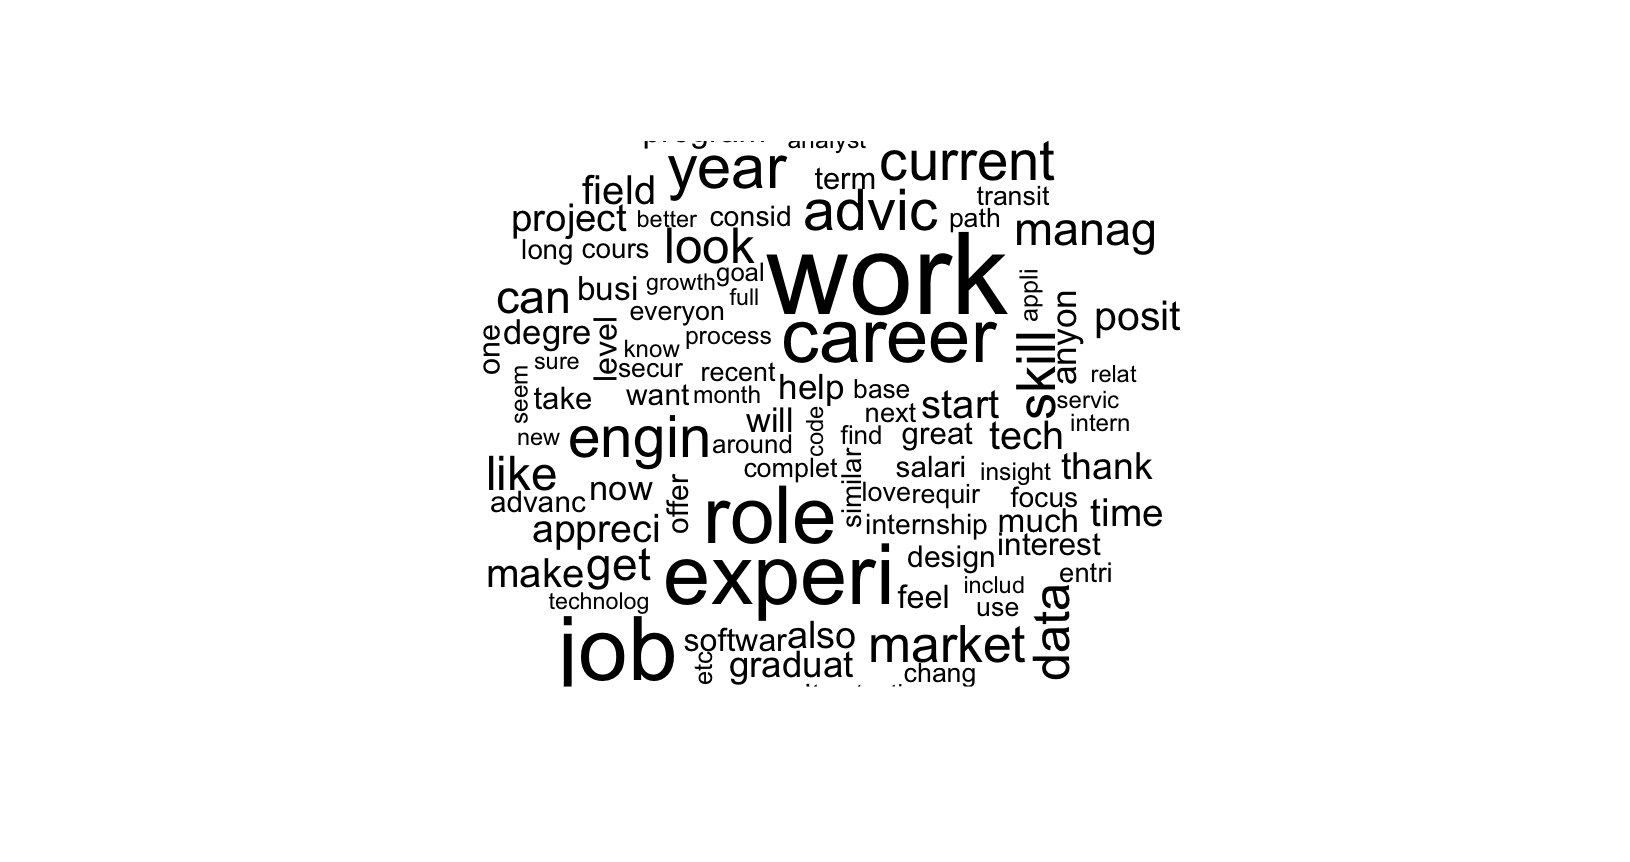 program analyst
year current
field term transit
project better consid advic path manag
long cours look
work
can busi growth goal full appli
everyon
one degre level process career skill anyon posit
know
seem sure secur recent relat
take want month help base servic
will code next start intern
new engin around find great tech
complet similar salari insight thank
like now offer love requir focus
advanc role internship much time
appreci design interest
make get experi feel includ entri
technolog use data
job softwar also market
etc graduat chang